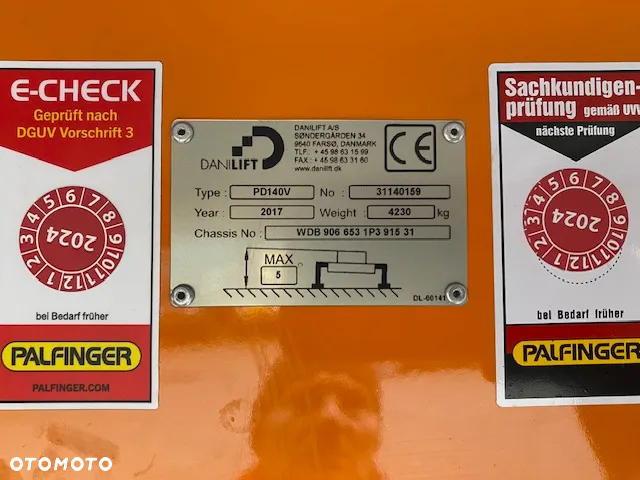 E-CHECK
Geprüft nach
DGUV Vorschrift 3
2024
1 2 3 4 5 6 7 8 9 10 11 12
bei Bedarf früher
PALFINGER
PALFINGER.COM
DANILIFT
DANILIFT A/S
SØNDERGÅRDEN 34
9640 FARSØ, DANMARK
TLF.: +45 98 63 15 99
FAX.: +45 98 63 31 60
www.danilift.dk
CE
Type : PD140V No : 31140159
Year : 2017 Weight : 4230 kg
Chassis No : WDB 906 653 1P3 915 31
MAX
5 °
DL-00141
Sachkundigen-
prüfung gemäß UVV
nächste Prüfung
2024
1 2 3 4 5 6 7 8 9 10 11 12
bei Bedarf früher
PALFINGER
OTOMOTO